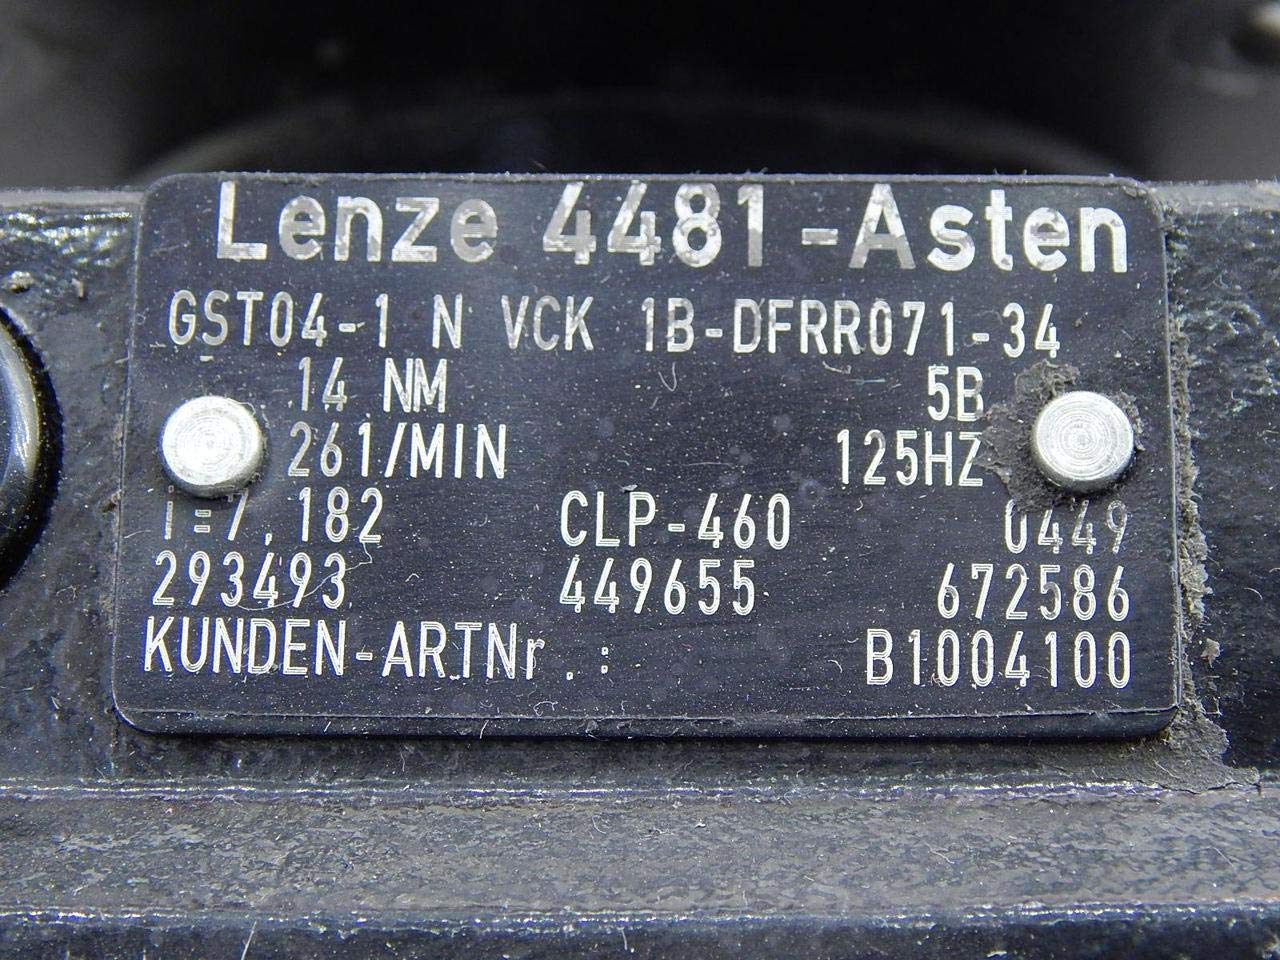 Lenze 4481-Asten
GST04-1 N VCK 1B-DFRR071-34
14 NM 5B
261/MIN 125HZ
i=7,182 CLP-460 0449
293493 449655 672586
KUNDEN-ARTNr.: B1004100